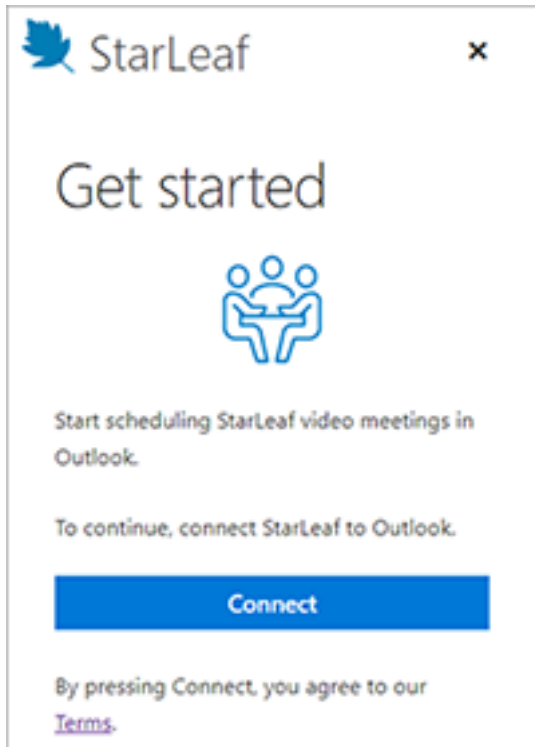 StarLeaf
Get started
Start scheduling StarLeaf video meetings in
Outlook.
To continue, connect StarLeaf to Outlook.
Connect
By pressing Connect, you agree to our
Terms.